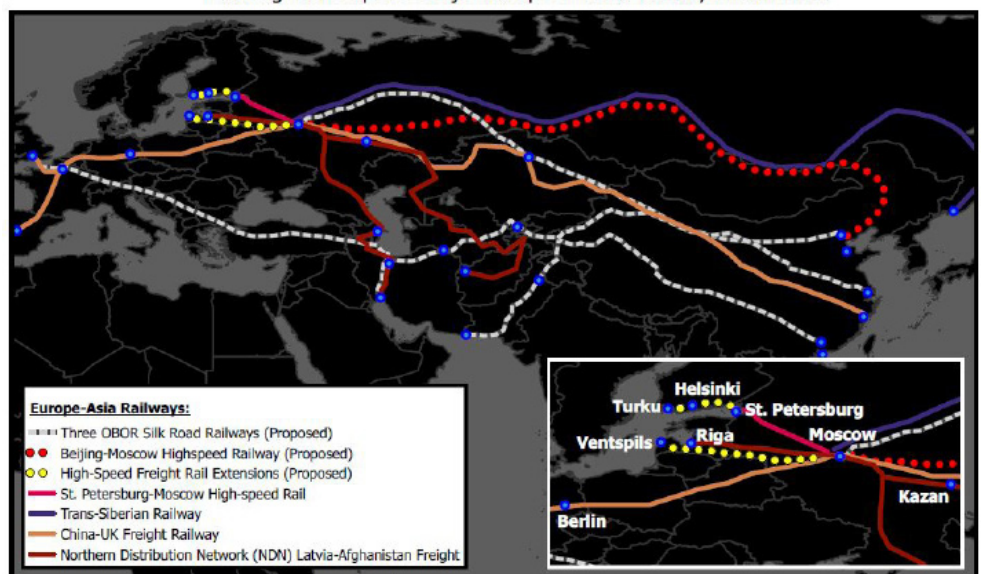 Europe-Asia Railways:
Three OBOR Silk Road Railways (Proposed)
Beijing-Moscow Highspeed Railway (Proposed)
High-Speed Freight Rail Extensions (Proposed)
St. Petersburg-Moscow High-speed Rail
Trans-Siberian Railway
China-UK Freight Railway
Northern Distribution Network (NDN) Latvia-Afghanistan Freight
Helsinki
Turku
St. Petersburg
Ventspils
Riga
Moscow
Kazan
Berlin